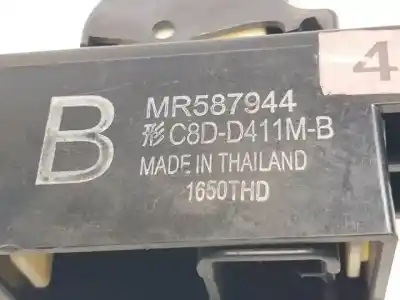 B
MR587944
形 C8D-D411M-B
MADE IN THAILAND
1650THD
4